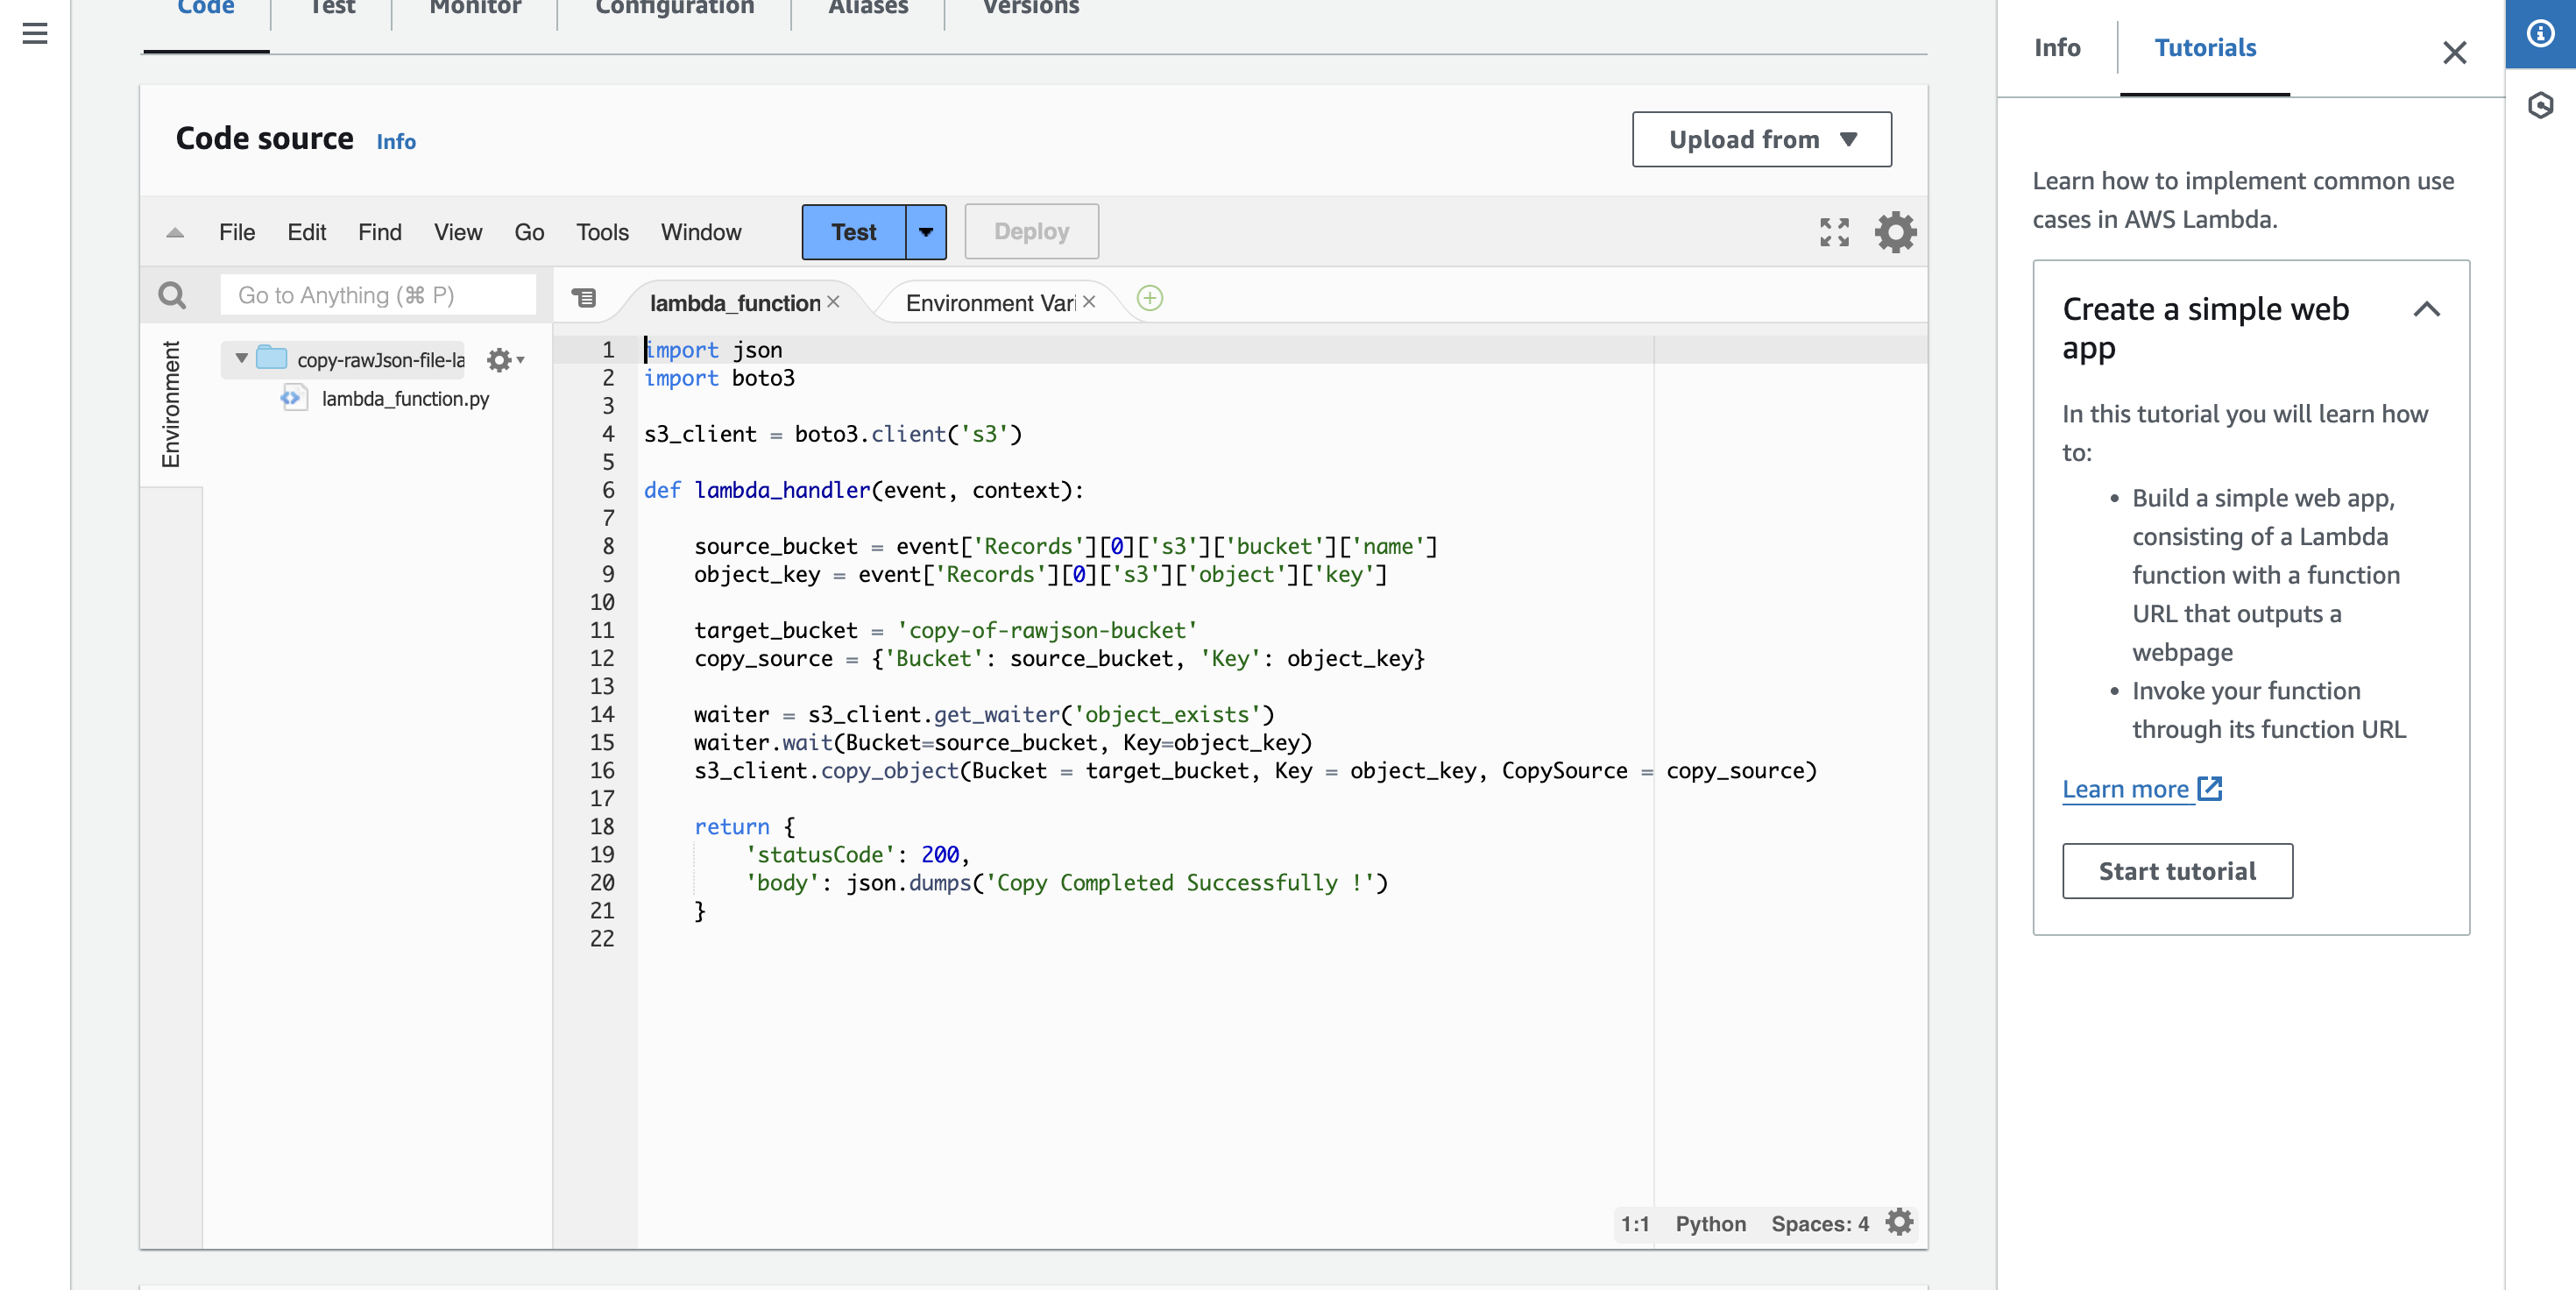 Code
Test
Monitor
Configuration
Aliases
Versions
Code source Info
Upload from
File Edit Find View Go Tools Window
Test
Deploy
Go to Anything (⌘ P)
lambda_function
Environment Vari
Environment
copy-rawJson-file-la
lambda_function.py
1 import json
2 import boto3
3
4 s3_client = boto3.client('s3')
5
6 def lambda_handler(event, context):
7
8     source_bucket = event['Records'][0]['s3']['bucket']['name']
9     object_key = event['Records'][0]['s3']['object']['key']
10
11     target_bucket = 'copy-of-rawjson-bucket'
12     copy_source = {'Bucket': source_bucket, 'Key': object_key}
13
14     waiter = s3_client.get_waiter('object_exists')
15     waiter.wait(Bucket=source_bucket, Key=object_key)
16     s3_client.copy_object(Bucket = target_bucket, Key = object_key, CopySource = copy_source)
17
18     return {
19         'statusCode': 200,
20         'body': json.dumps('Copy Completed Successfully !')
21     }
22
1:1 Python Spaces: 4
Info
Tutorials
Learn how to implement common use
cases in AWS Lambda.
Create a simple web
app
In this tutorial you will learn how
to:
• Build a simple web app,
consisting of a Lambda
function with a function
URL that outputs a
webpage
• Invoke your function
through its function URL
Learn more
Start tutorial